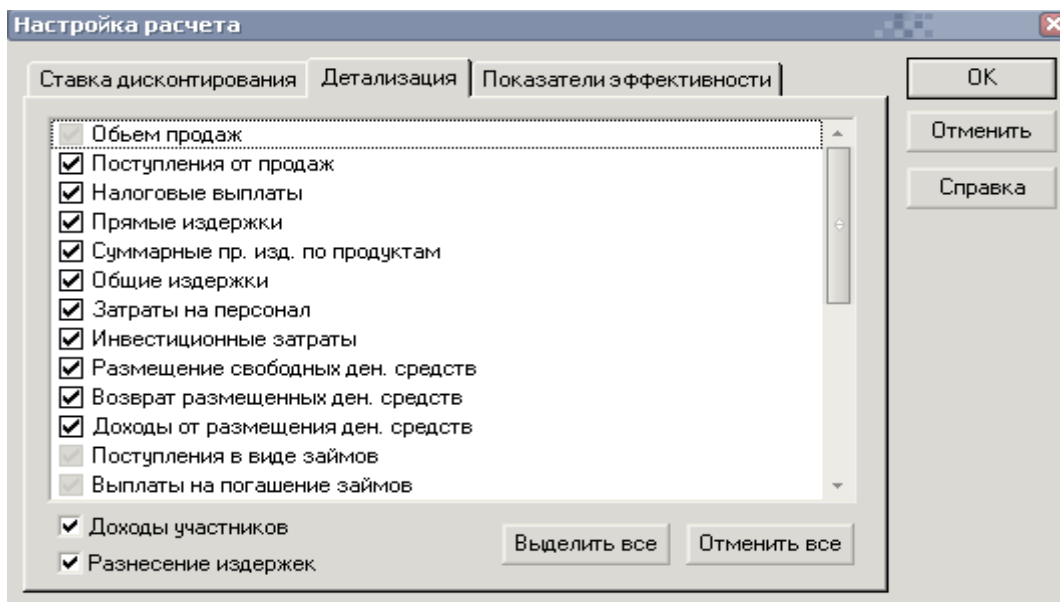 Настройка расчета
Ставка дисконтирования Детализация Показатели эффективности
OK
Отменить
Справка
Обьем продаж
Поступления от продаж
Налоговые выплаты
Прямые издержки
Суммарные пр. изд. по продуктам
Общие издержки
Затраты на персонал
Инвестиционные затраты
Размещение свободных ден. средств
Возврат размещенных ден. средств
Доходы от размещения ден. средств
Поступления в виде займов
Выплаты на погашение займов
Доходы участников
Разнесение издержек
Выделить все Отменить все